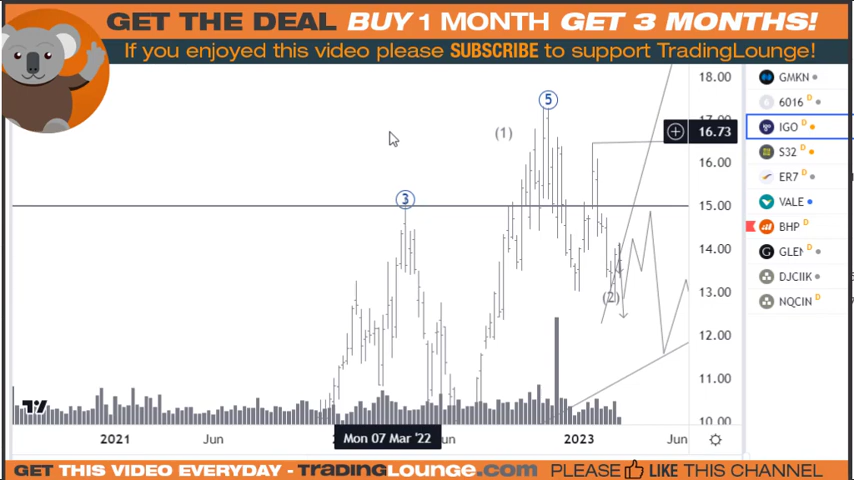 GET THE DEAL BUY 1 MONTH GET 3 MONTHS!
If you enjoyed this video please SUBSCRIBE to support TradingLounge!
18.00
17.00
16.73
16.00
15.00
14.00
13.00
12.00
11.00
10.00
5
(1)
3
(2)
GMKN
6016 D
IGO D
S32 D
ER7 D
VALE
BHP D
GLEN D
DJCIIK
NQCIN D
2021
Jun
Mon 07 Mar '22
un
2023
Jun
GET THIS VIDEO EVERYDAY - TRADINGLOUNGE.com PLEASE LIKE THIS CHANNEL